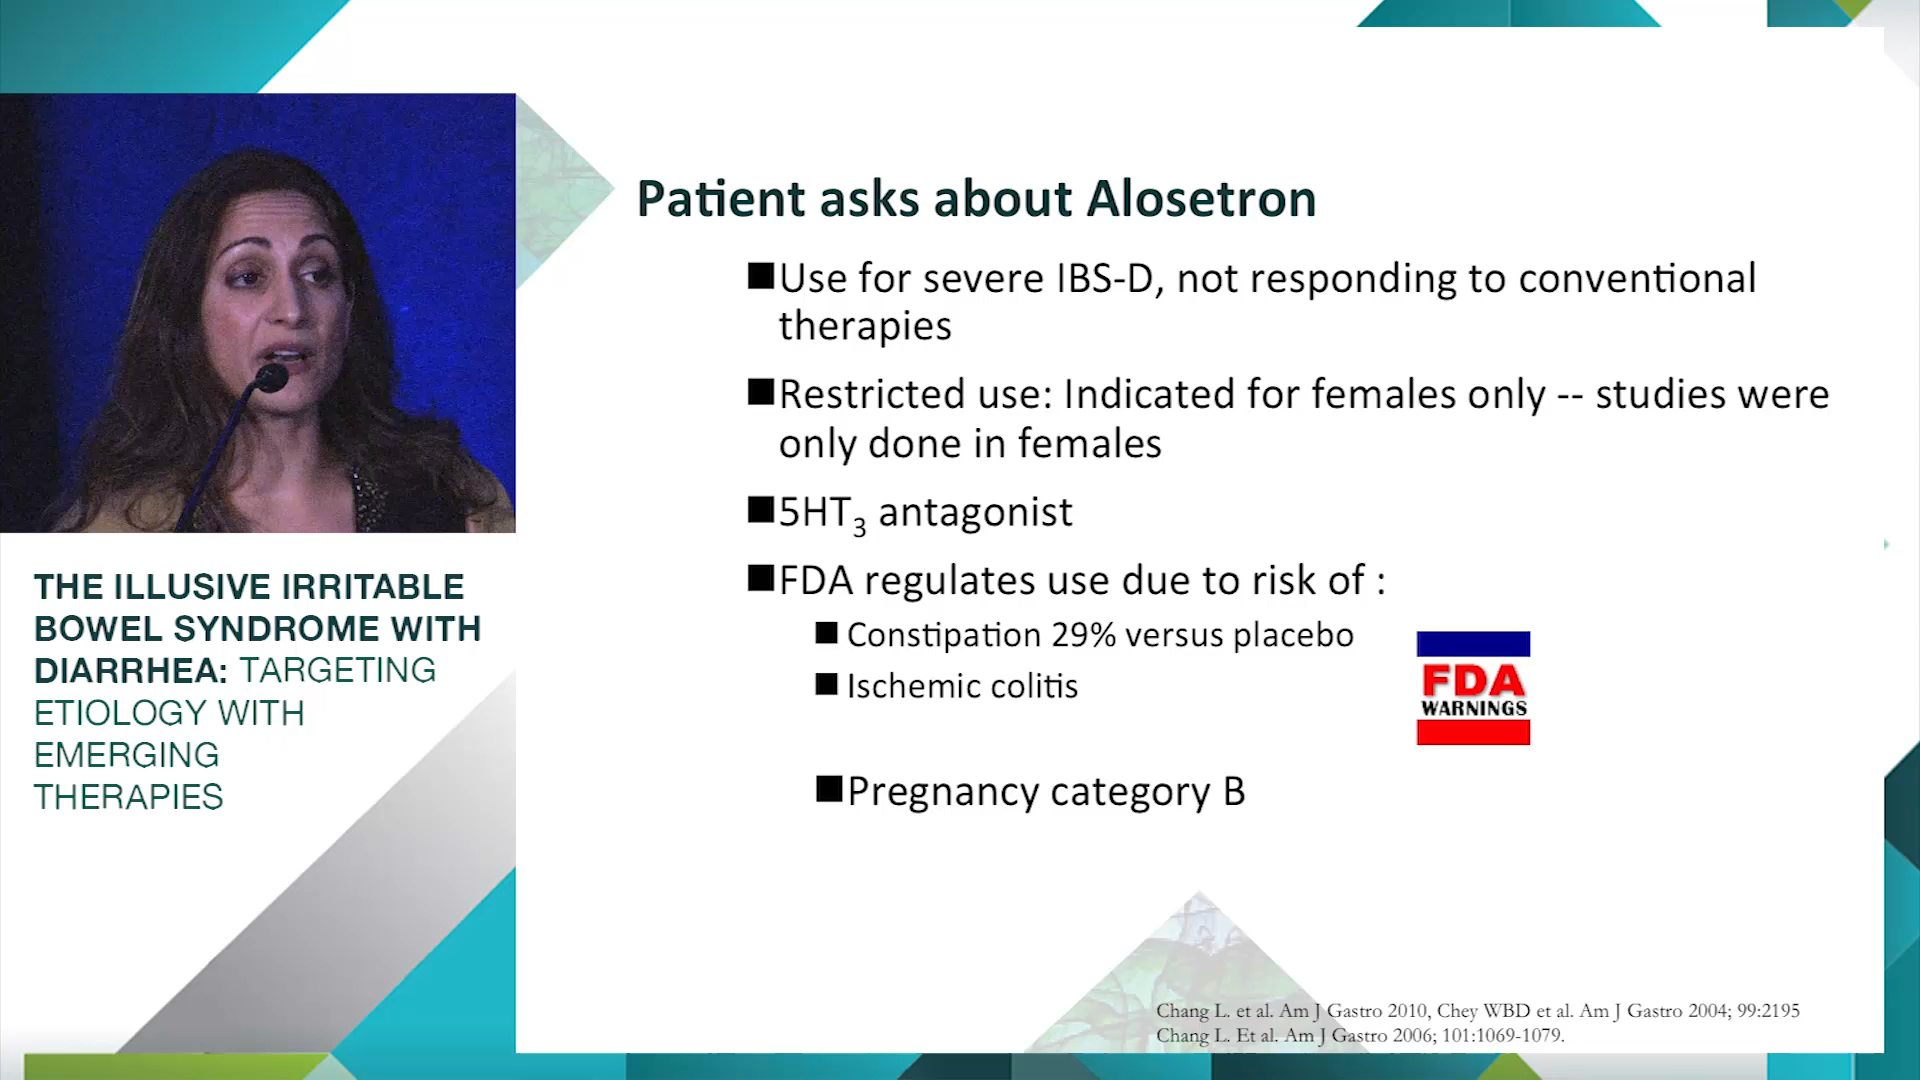 THE ILLUSIVE IRRITABLE
BOWEL SYNDROME WITH
DIARRHEA: TARGETING
ETIOLOGY WITH
EMERGING
THERAPIES
Patient asks about Alosetron
■Use for severe IBS-D, not responding to conventional
therapies
■Restricted use: Indicated for females only -- studies were
only done in females
■5HT₃ antagonist
■FDA regulates use due to risk of :
■Constipation 29% versus placebo
■Ischemic colitis
FDA
WARNINGS
■Pregnancy category B
Chang L. et al. Am J Gastro 2010, Chey WBD et al. Am J Gastro 2004; 99:2195
Chang L. Et al. Am J Gastro 2006; 101:1069-1079.